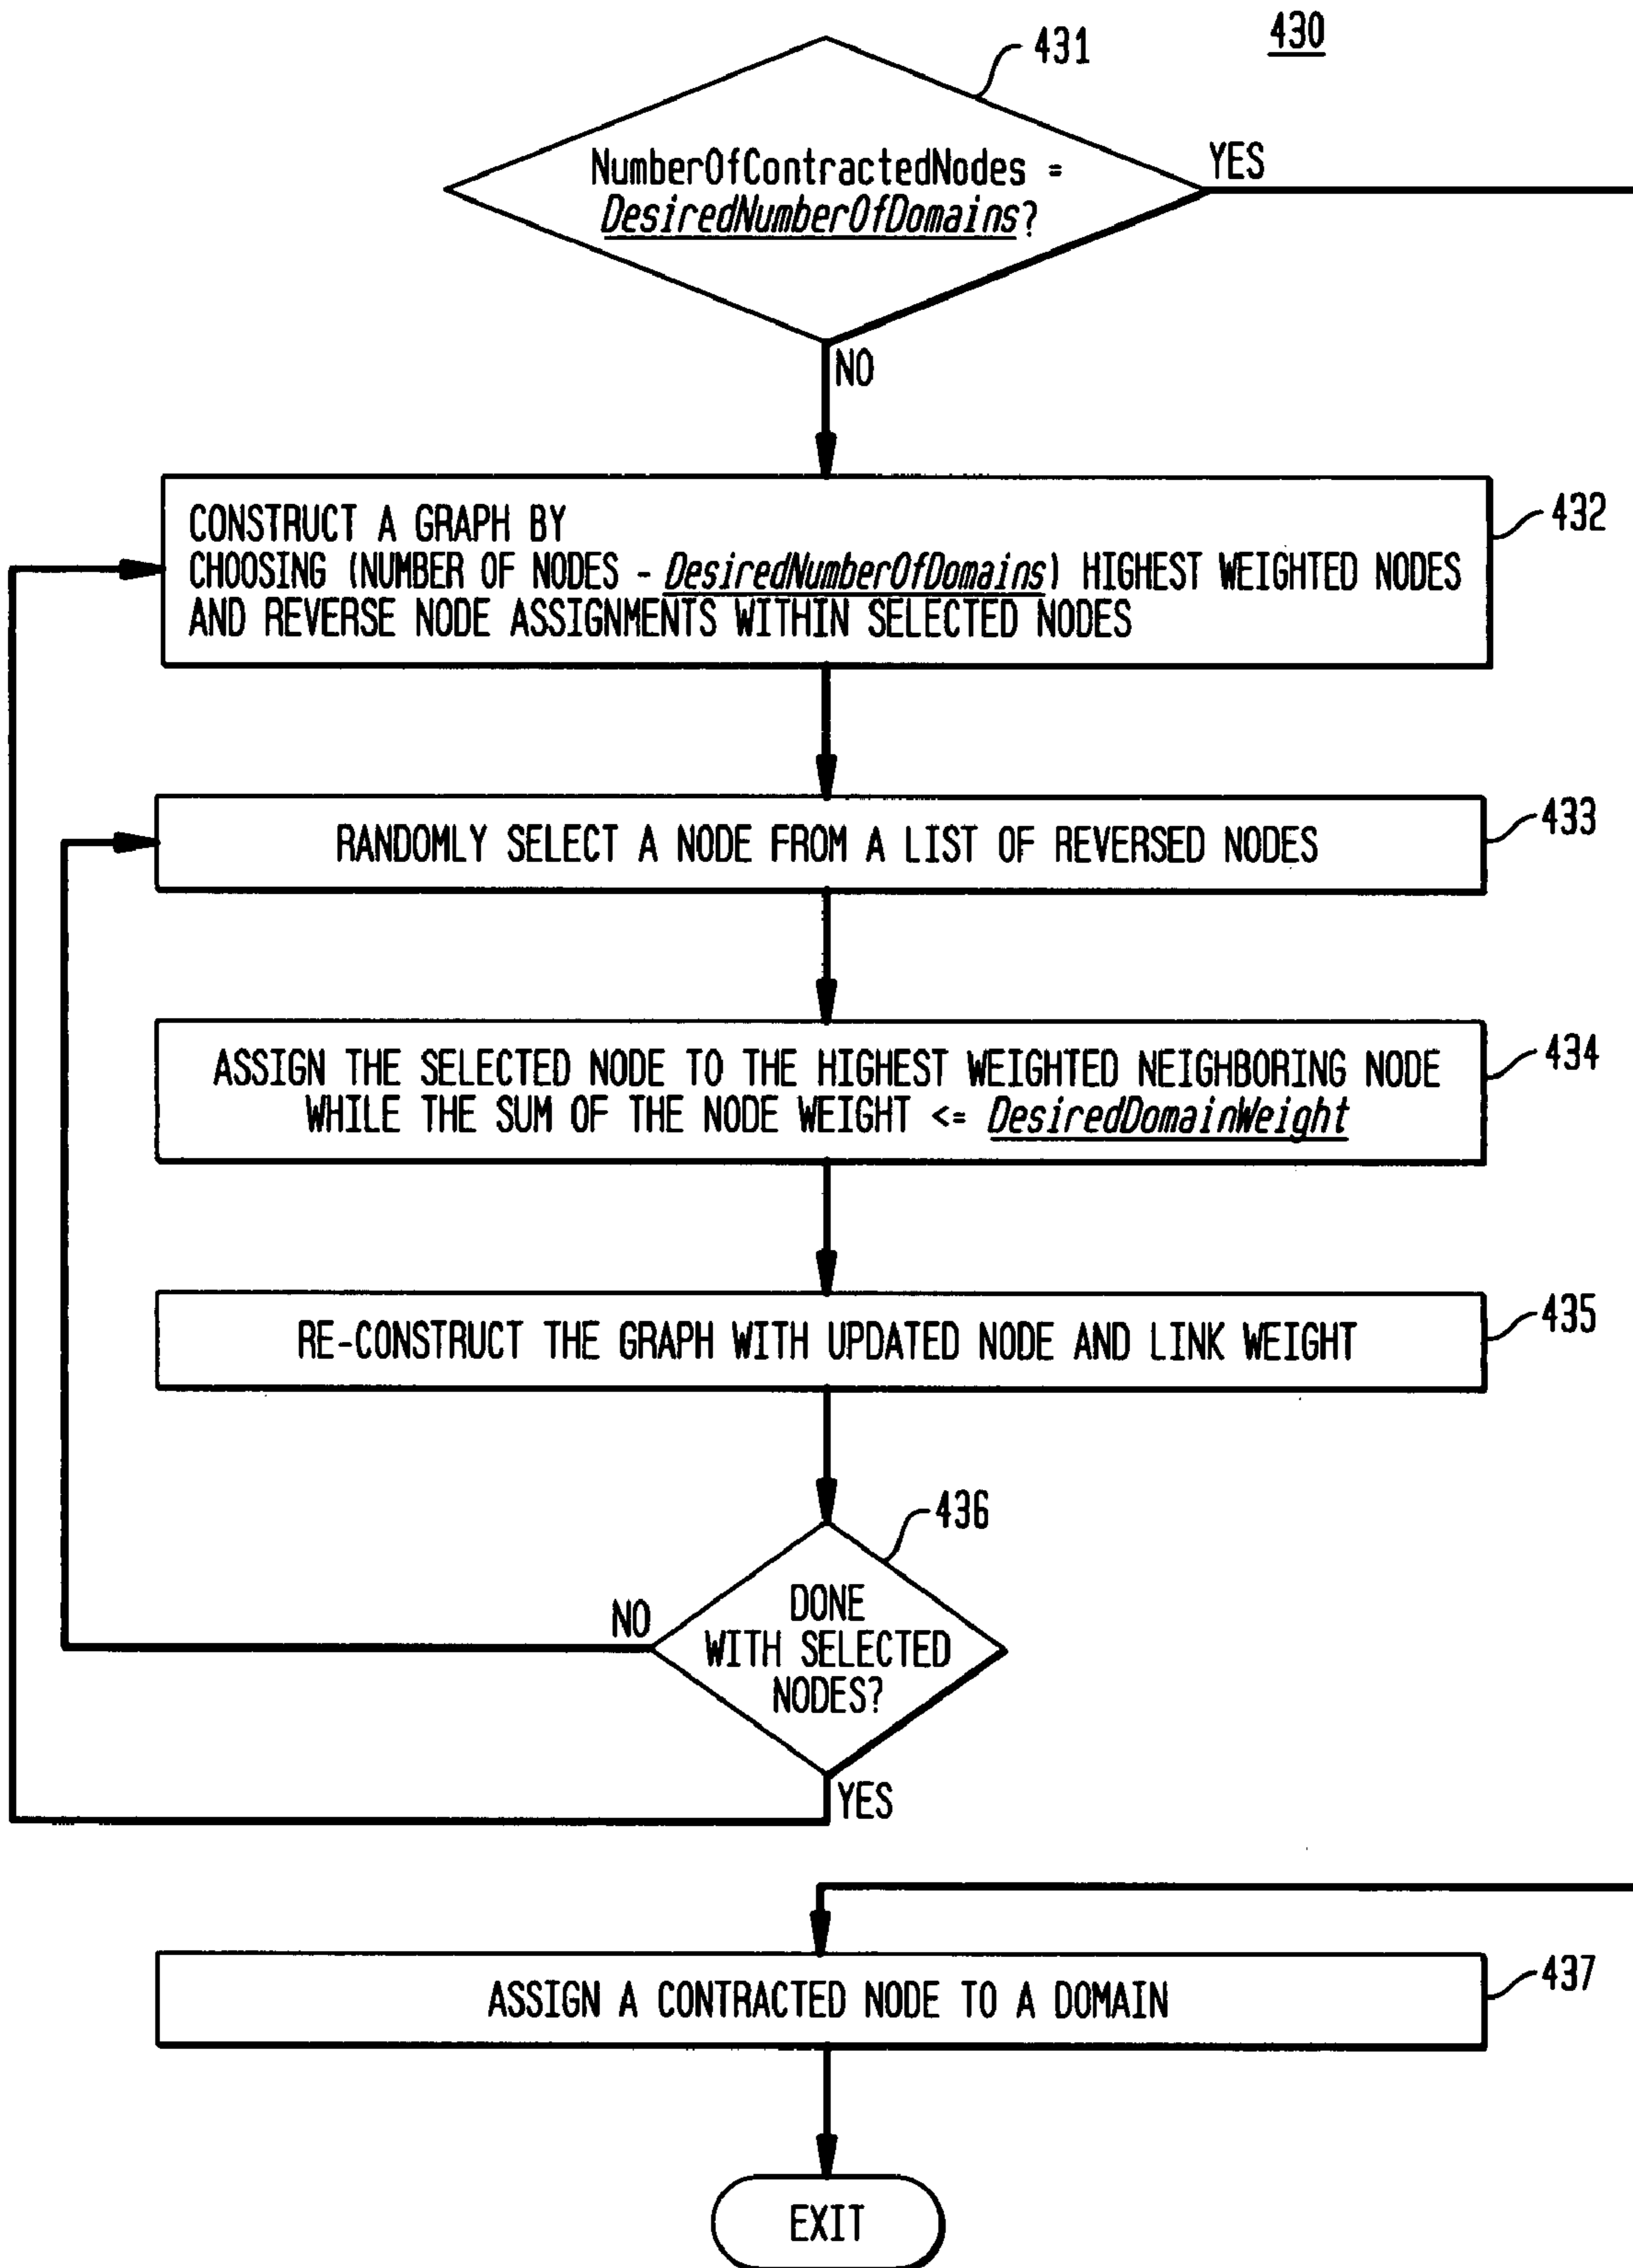 430
431
NumberOfContractedNodes =
DesiredNumberOfDomains?
YES
NO
432
CONSTRUCT A GRAPH BY
CHOOSING (NUMBER OF NODES - DesiredNumberOfDomains) HIGHEST WEIGHTED NODES
AND REVERSE NODE ASSIGNMENTS WITHIN SELECTED NODES
433
RANDOMLY SELECT A NODE FROM A LIST OF REVERSED NODES
434
ASSIGN THE SELECTED NODE TO THE HIGHEST WEIGHTED NEIGHBORING NODE
WHILE THE SUM OF THE NODE WEIGHT <= DesiredDomainWeight
435
RE-CONSTRUCT THE GRAPH WITH UPDATED NODE AND LINK WEIGHT
436
NO
DONE
WITH SELECTED
NODES?
YES
437
ASSIGN A CONTRACTED NODE TO A DOMAIN
EXIT